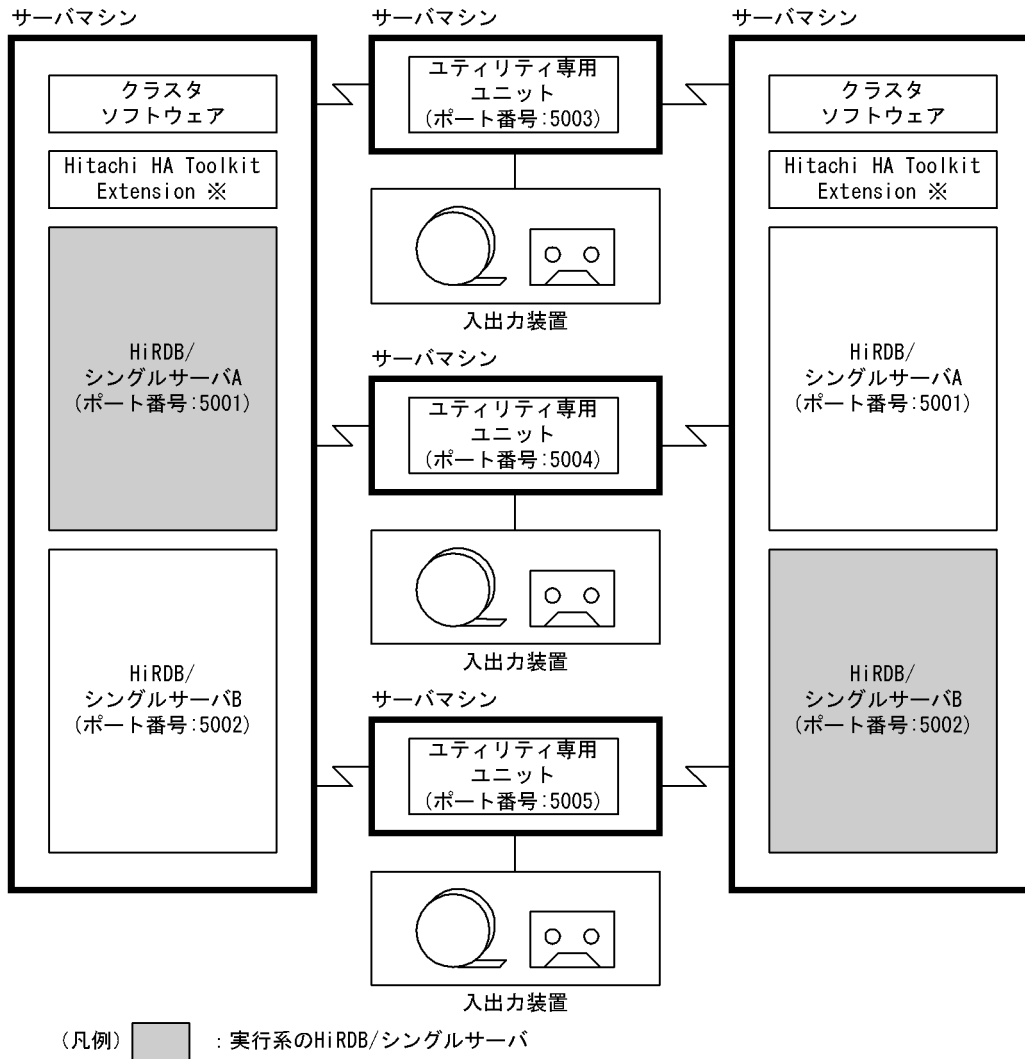 サーバマシン
クラスタ
ソフトウェア
Hitachi HA Toolkit
Extension ※
HiRDB/
シングルサーバA
(ポート番号:5001)
HiRDB/
シングルサーバB
(ポート番号:5002)
サーバマシン
ユティリティ専用
ユニット
(ポート番号:5003)
入出力装置
サーバマシン
ユティリティ専用
ユニット
(ポート番号:5004)
入出力装置
サーバマシン
ユティリティ専用
ユニット
(ポート番号:5005)
入出力装置
サーバマシン
クラスタ
ソフトウェア
Hitachi HA Toolkit
Extension ※
HiRDB/
シングルサーバA
(ポート番号:5001)
HiRDB/
シングルサーバB
(ポート番号:5002)
(凡例) :実行系のHiRDB/シングルサーバ